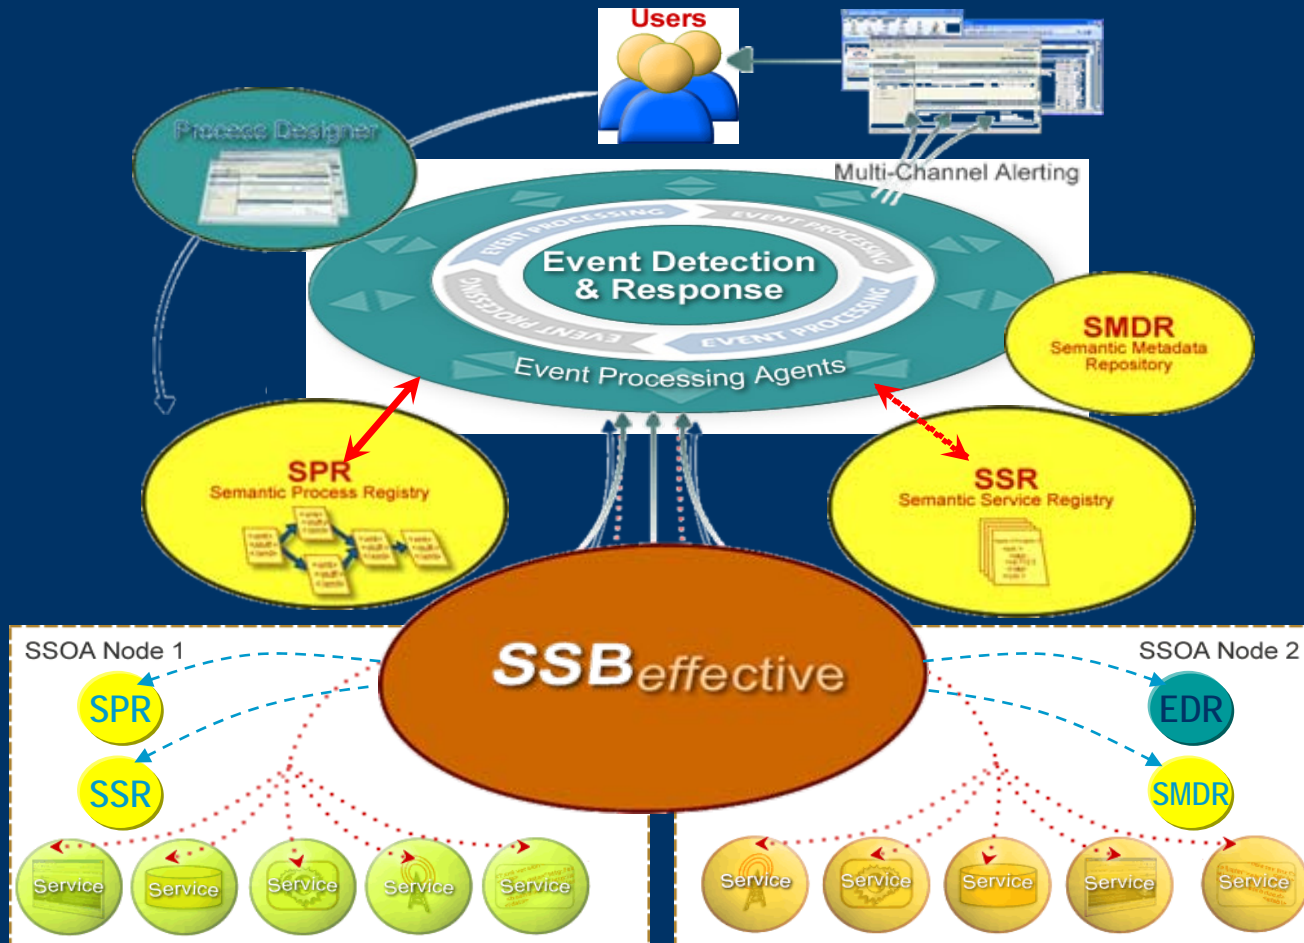 Users
Process Designer
Multi-Channel Alerting
EVENT PROCESSING
EVENT PROCESSING
Event Detection
& Response
EVENT PROCESSING
EVENT PROCESSING
Event Processing Agents
SMDR
Semantic Metadata
Repository
SPR
Semantic Process Registry
SSR
Semantic Service Registry
SSBeffective
SSOA Node 1
SPR
SSR
Service
Service
Service
Service
Service
SSOA Node 2
EDR
SMDR
Service
Service
Service
Service
Service